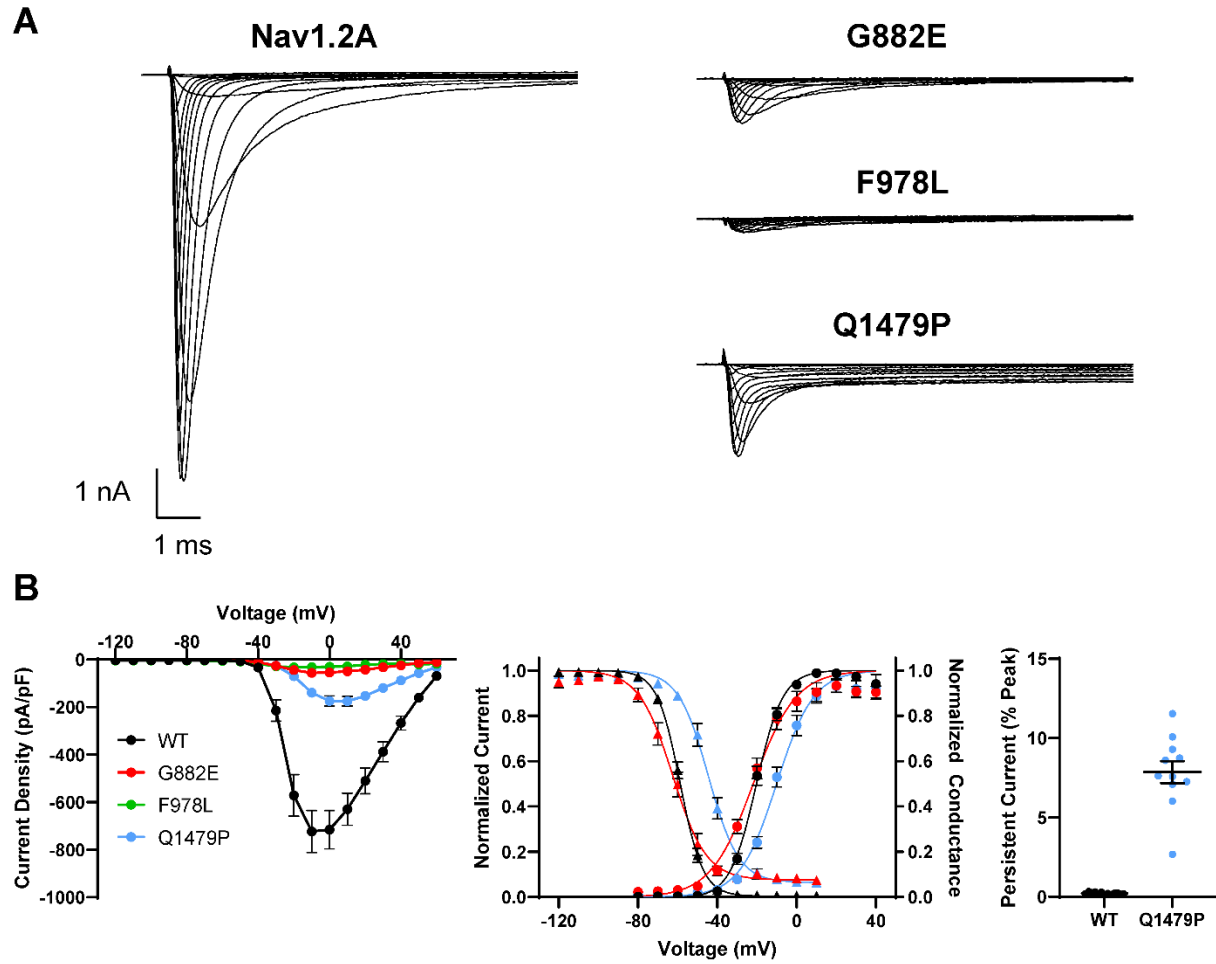 A
Nav1.2A
G882E
F978L
Q1479P
1 nA
1 ms
B
Voltage (mV)
-120 -80 -40 0 40
0
-200
-400
-600
-800
-1000
Current Density (pA/pF)
WT
G882E
F978L
Q1479P
1.0
0.8
0.6
0.4
0.2
0.0
Normalized Current
1.0
0.8
0.6
0.4
0.2
0.0
Normalized Conductance
-120 -80 -40 0 40
Voltage (mV)
15
10
5
0
Persistent Current (% Peak)
WT Q1479P